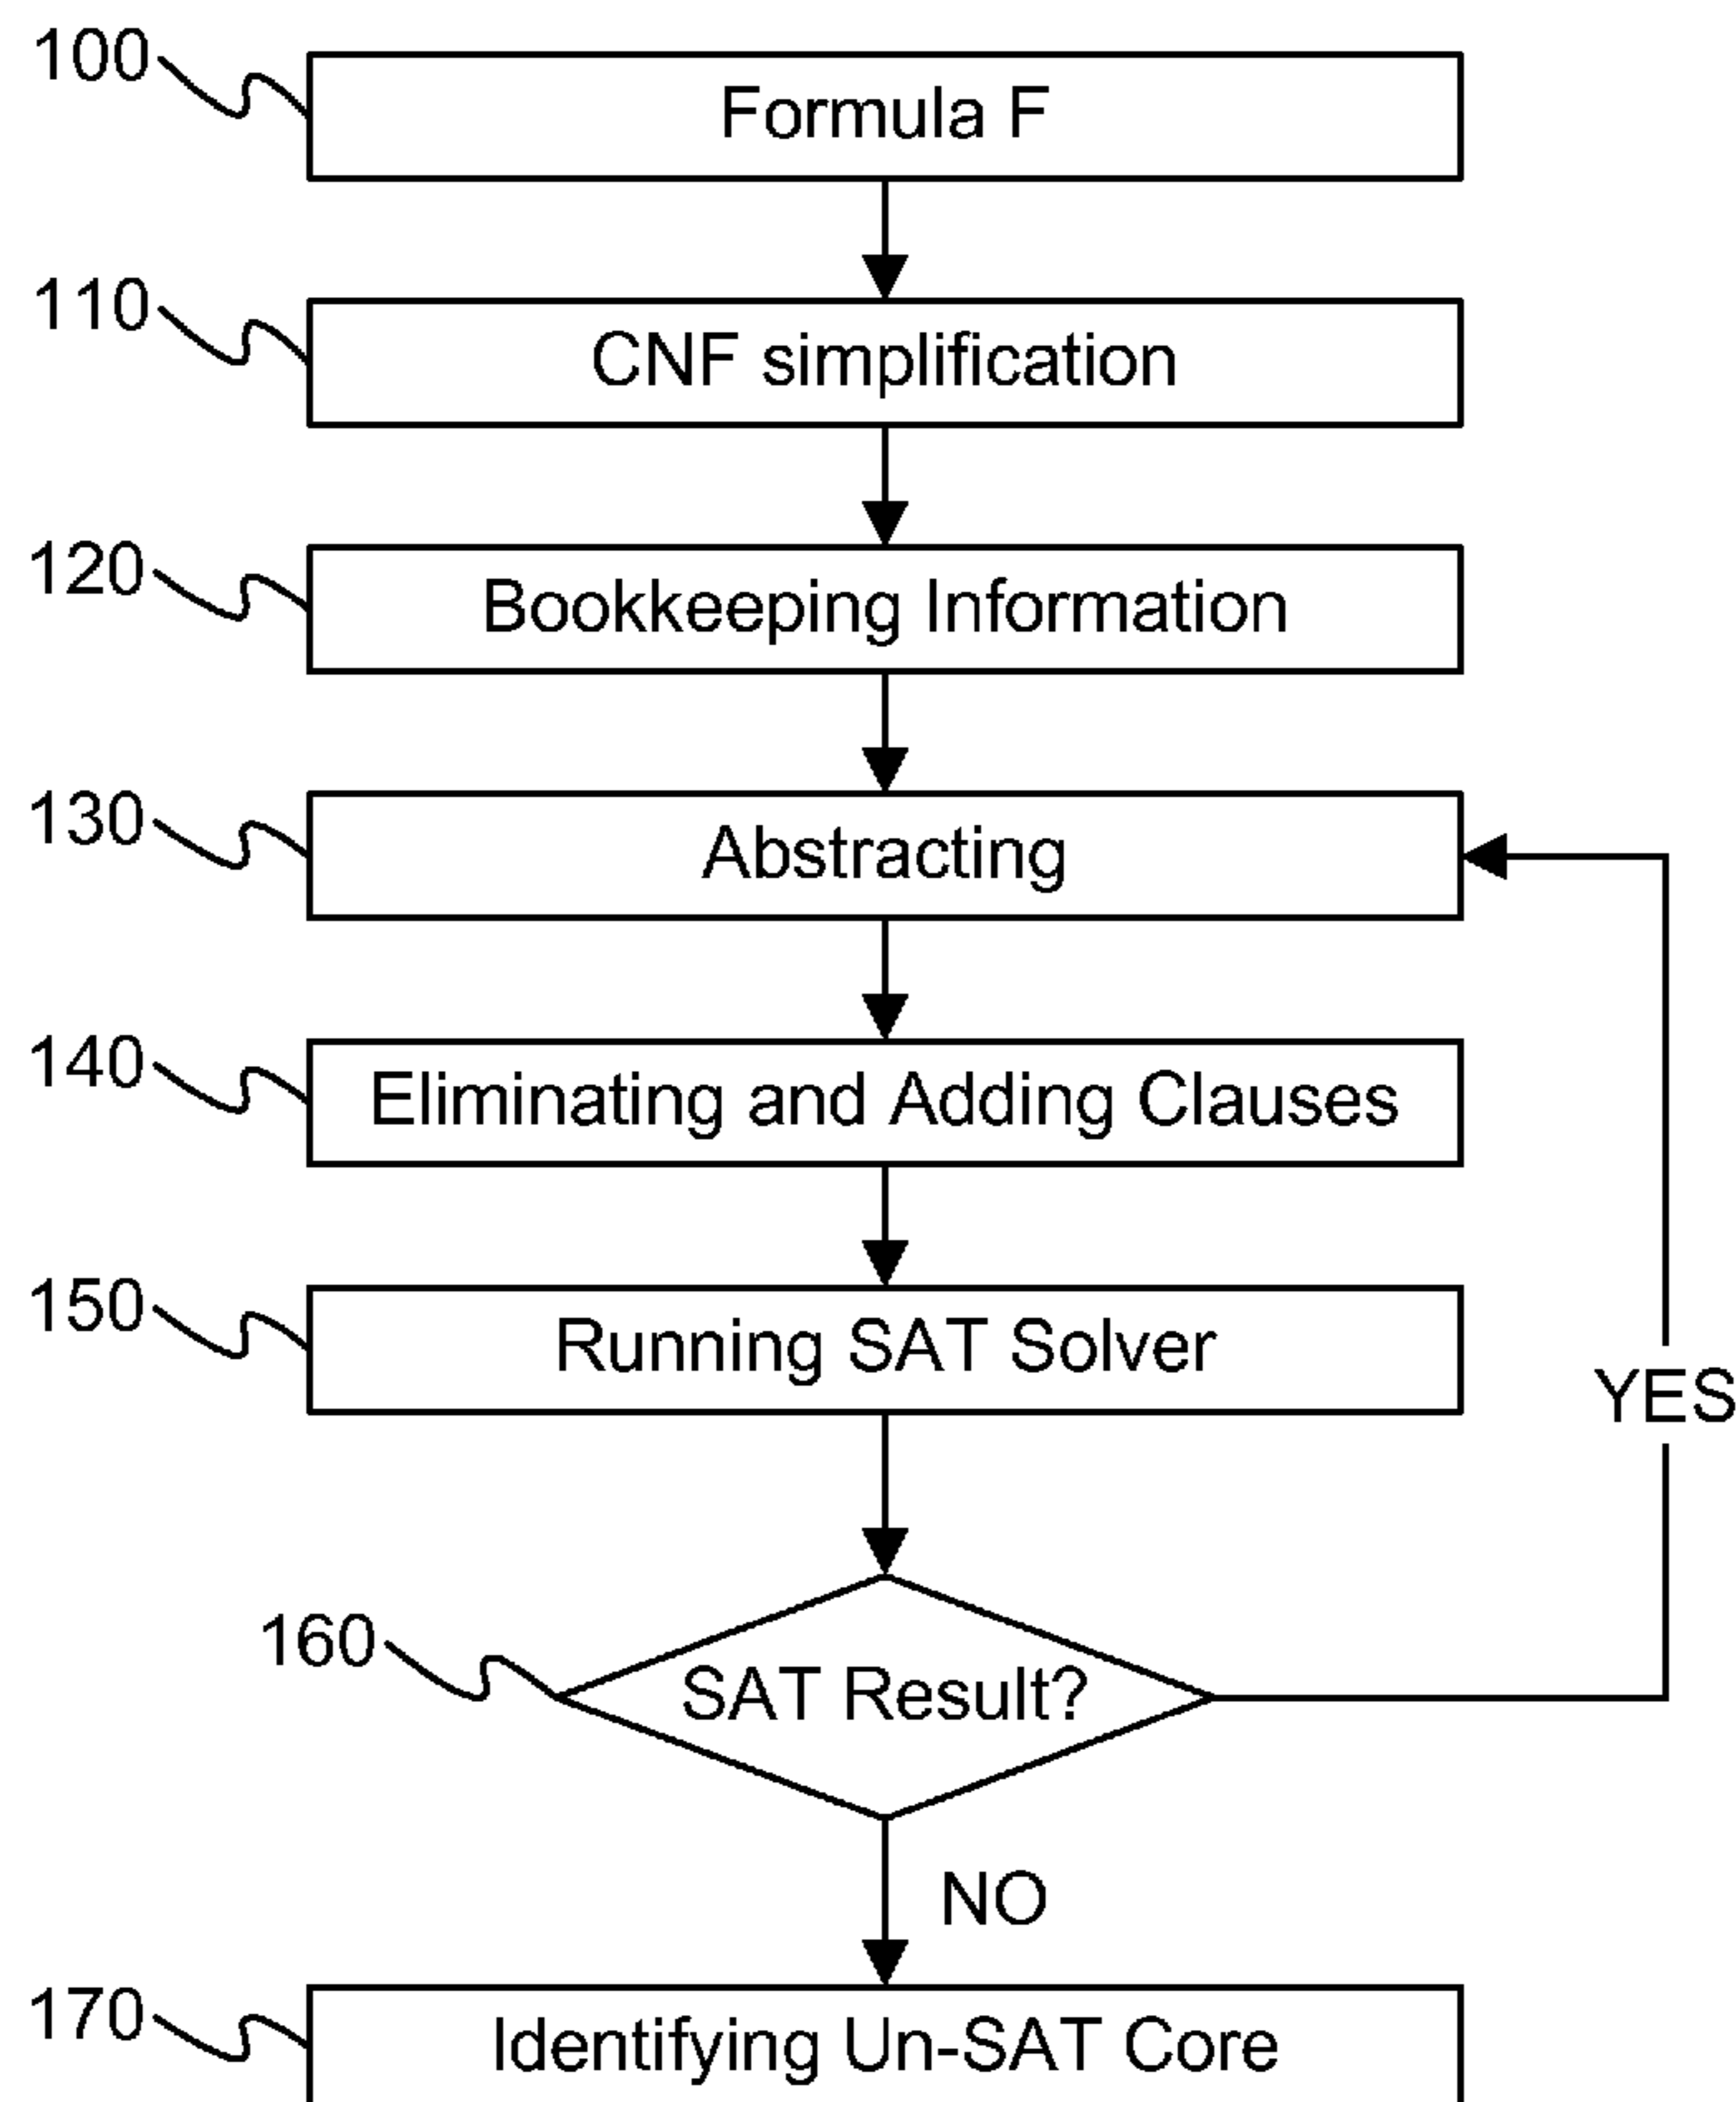 100
Formula F
110
CNF simplification
120
Bookkeeping Information
130
Abstracting
140
Eliminating and Adding Clauses
150
Running SAT Solver
YES
160
SAT Result?
NO
170
Identifying Un-SAT Core